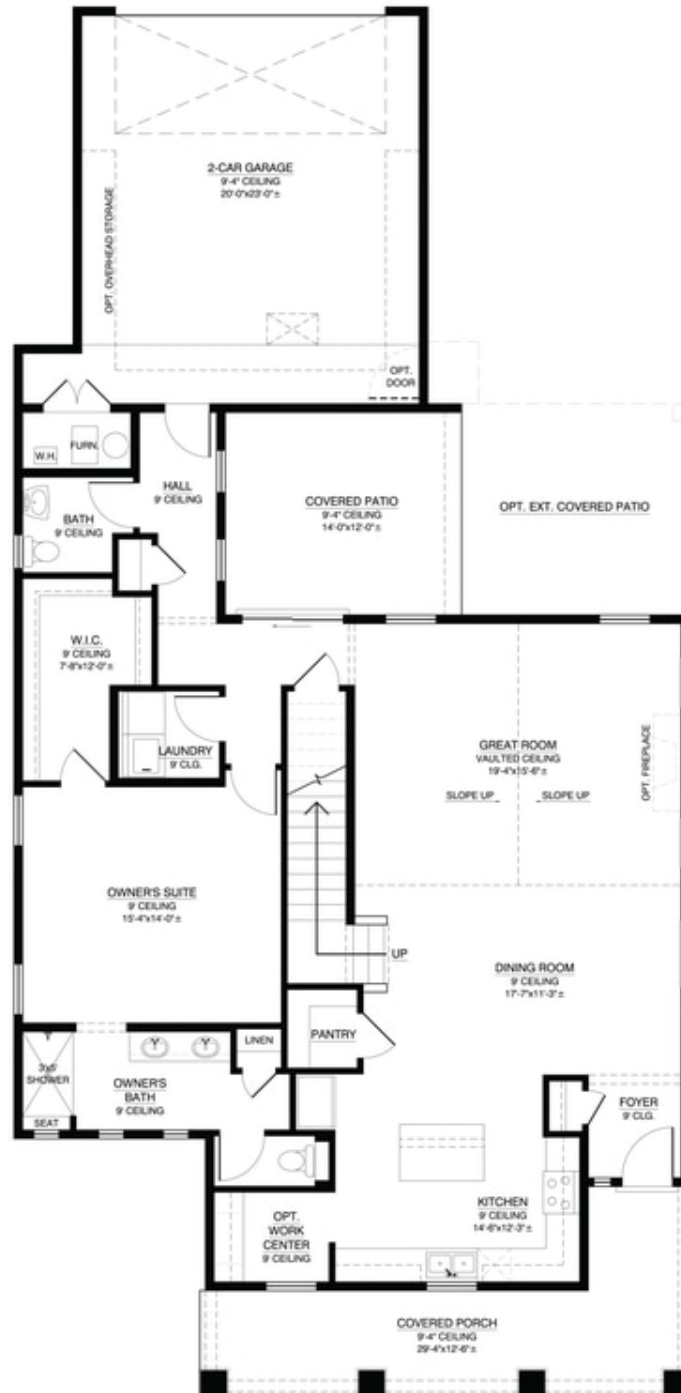 2-CAR GARAGE
9'-4" CEILING
20'-0"x23'-0"±
OPT. OVERHEAD STORAGE
OPT.
DOOR
W.H.
FURN.
HALL
9' CEILING
BATH
9' CEILING
COVERED PATIO
9'-4" CEILING
14'-0"x12'-0"±
OPT. EXT. COVERED PATIO
W.I.C.
9' CEILING
7'-8"x12'-0"±
LAUNDRY
9' CLG.
GREAT ROOM
VAULTED CEILING
19'-4"x15'-6"±
SLOPE UP
SLOPE UP
OPT. FIREPLACE
OWNER'S SUITE
9' CEILING
15'-4"x14'-0"±
UP
DINING ROOM
9' CEILING
17'-7"x11'-3"±
PANTRY
LINEN
3'x5'
SHOWER
SEAT
OWNER'S
BATH
9' CEILING
FOYER
9' CLG.
KITCHEN
9' CEILING
14'-6"x12'-3"±
OPT.
WORK
CENTER
9' CEILING
COVERED PORCH
9'-4" CEILING
29'-4"x12'-6"±